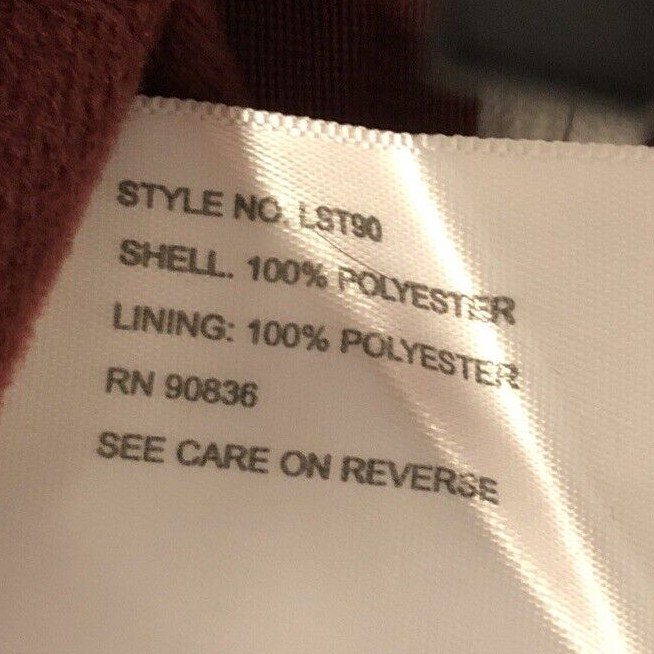 STYLE NO. LST90
SHELL. 100% POLYESTER
LINING: 100% POLYESTER
RN 90836
SEE CARE ON REVERSE